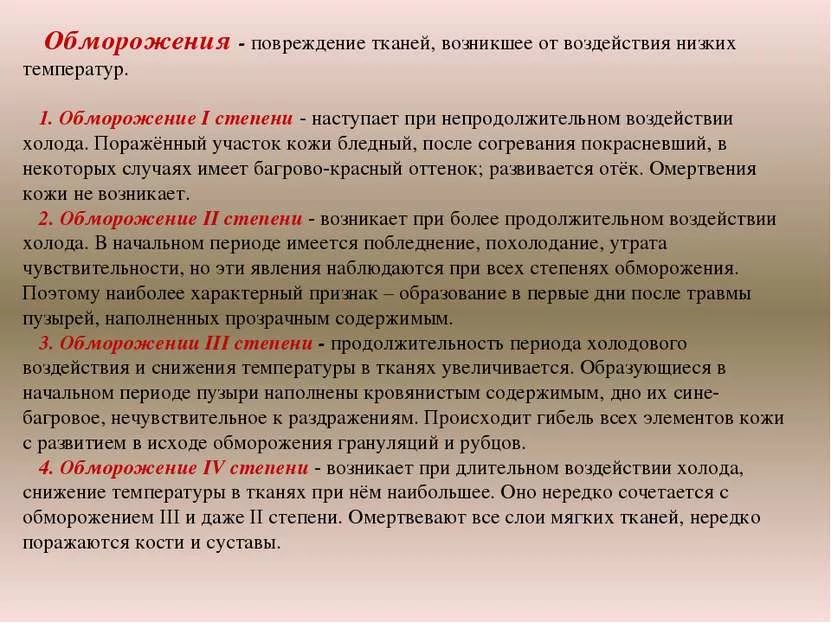 Обморожения - повреждение тканей, возникшее от воздействия низких
температур.
1. Обморожение I степени - наступает при непродолжительном воздействии
холода. Поражённый участок кожи бледный, после согревания покрасневший, в
некоторых случаях имеет багрово-красный оттенок; развивается отёк. Омертвения
кожи не возникает.
2. Обморожение II степени - возникает при более продолжительном воздействии
холода. В начальном периоде имеется побледнение, похолодание, утрата
чувствительности, но эти явления наблюдаются при всех степенях обморожения.
Поэтому наиболее характерный признак – образование в первые дни после травмы
пузырей, наполненных прозрачным содержимым.
3. Обморожении III степени - продолжительность периода холодового
воздействия и снижения температуры в тканях увеличивается. Образующиеся в
начальном периоде пузыри наполнены кровянистым содержимым, дно их сине-
багровое, нечувствительное к раздражениям. Происходит гибель всех элементов кожи
с развитием в исходе обморожения грануляций и рубцов.
4. Обморожение IV степени - возникает при длительном воздействии холода,
снижение температуры в тканях при нём наибольшее. Оно нередко сочетается с
обморожением III и даже II степени. Омертвевают все слои мягких тканей, нередко
поражаются кости и суставы.